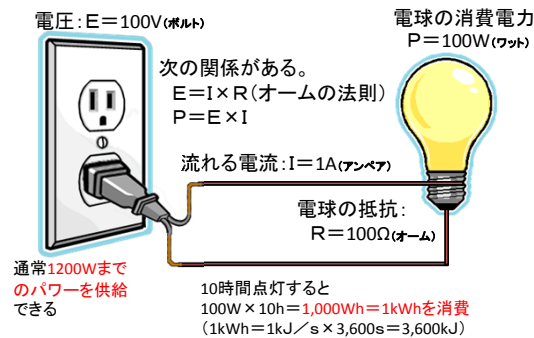 電圧:E=100V(ボルト)
電球の消費電力
P=100W(ワット)
次の関係がある。
E=I×R(オームの法則)
P=E×I
流れる電流:I=1A(アンペア)
電球の抵抗:
R=100Ω(オーム)
通常1200Wまで
のパワーを供給
できる
10時間点灯すると
100W×10h=1,000Wh=1kWhを消費
(1kWh=1kJ/s×3,600s=3,600kJ)